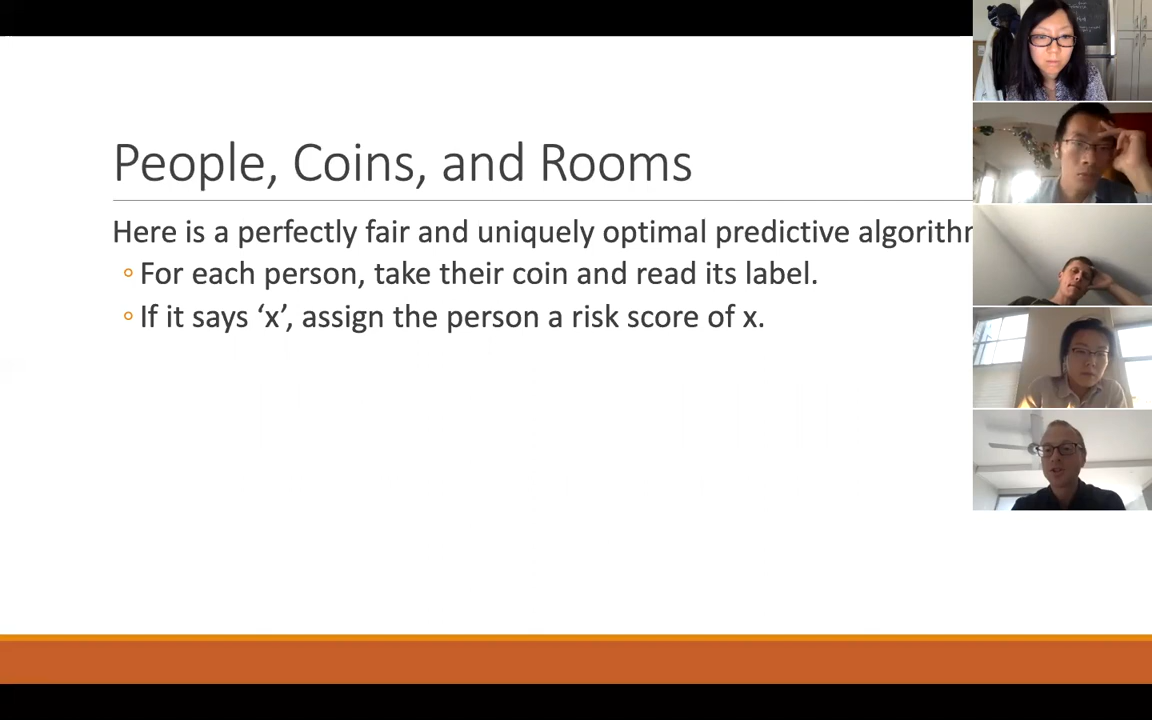 People, Coins, and Rooms
Here is a perfectly fair and uniquely optimal predictive
◦ For each person, take their coin and read its label.
◦ If it says ‘x’, assign the person a risk score of x.